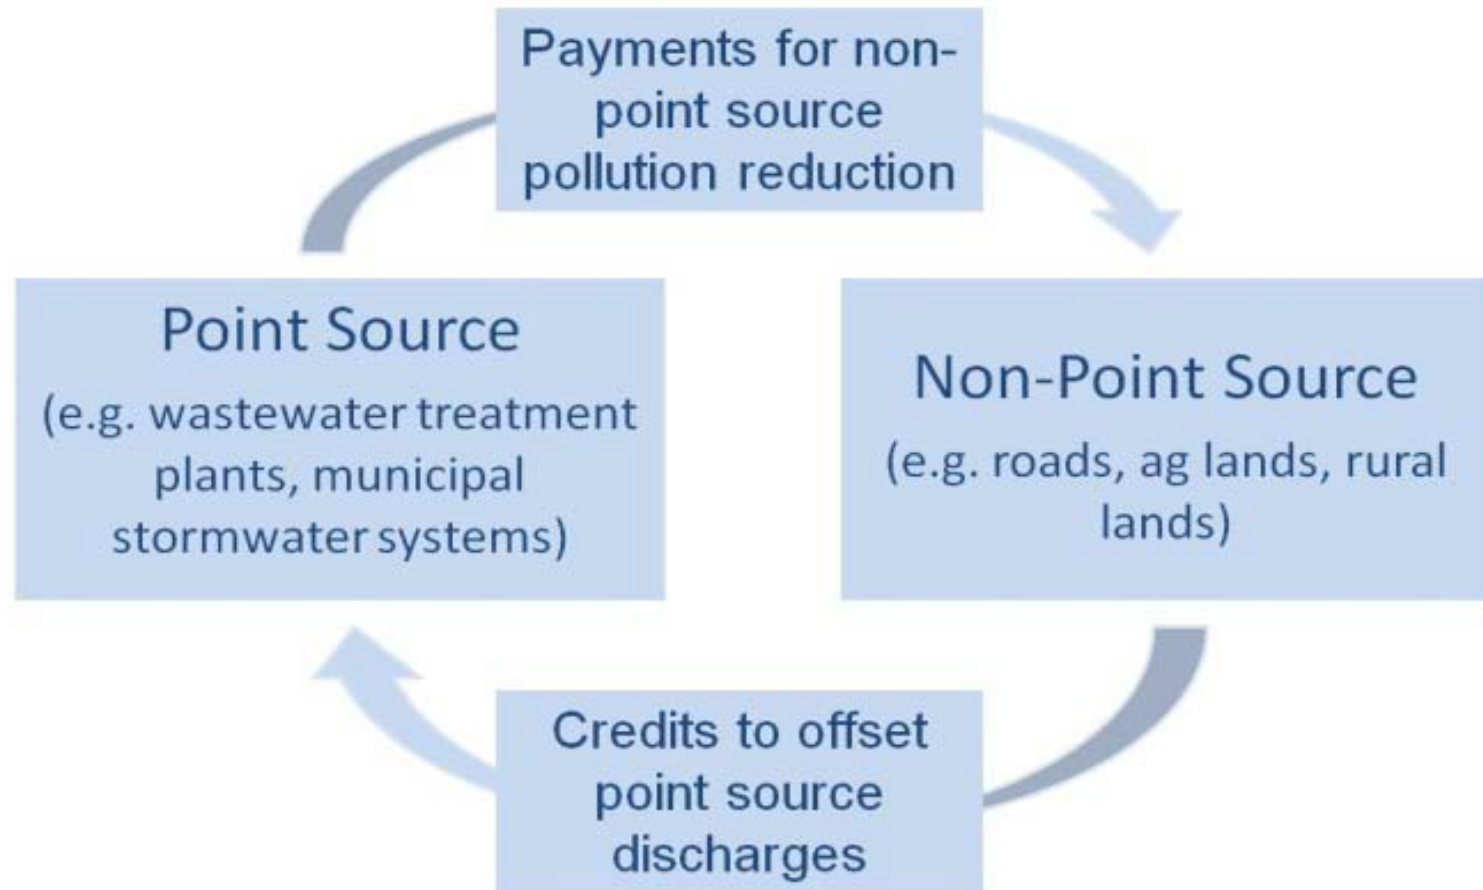 Payments for non-
point source
pollution reduction
Point Source
(e.g. wastewater treatment
plants, municipal
stormwater systems)
Non-Point Source
(e.g. roads, ag lands, rural
lands)
Credits to offset
point source
discharges